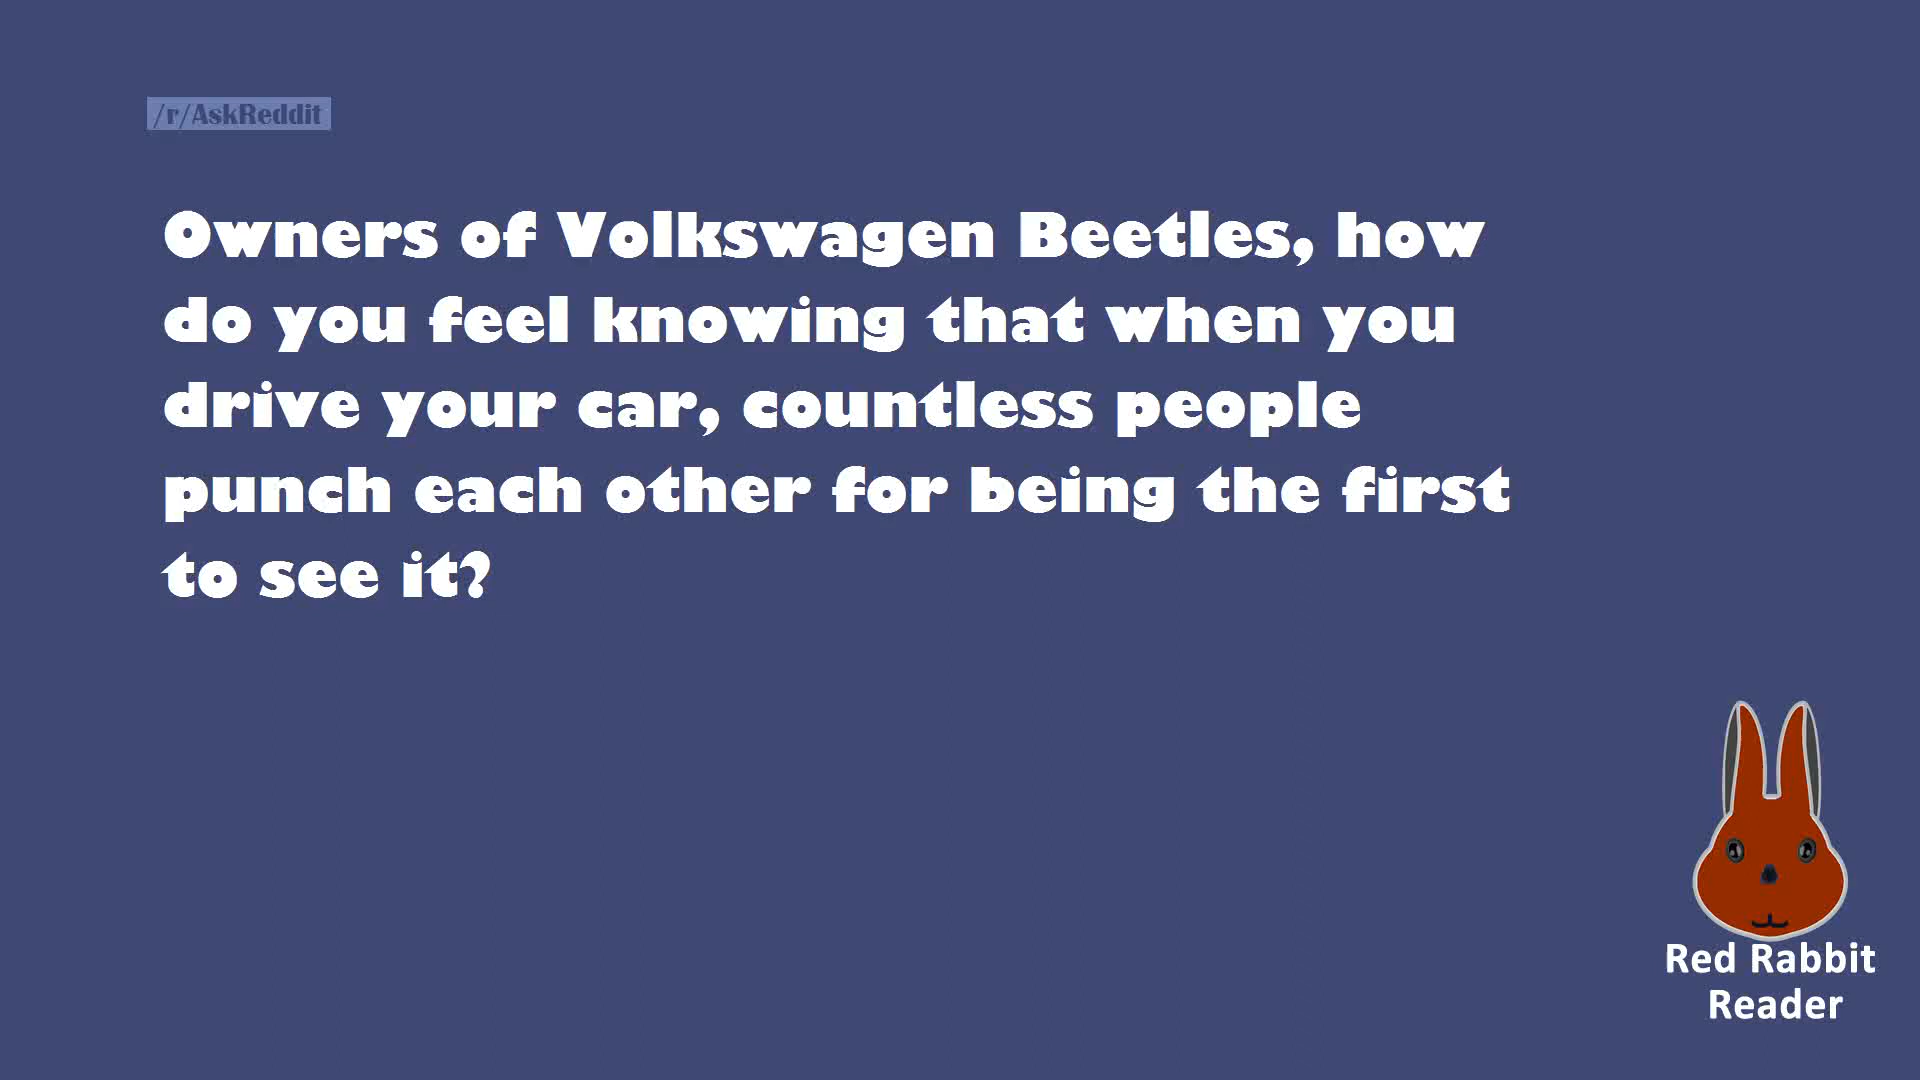 /r/AskReddit
Owners of Volkswagen Beetles, how
do you feel knowing that when you
drive your car, countless people
punch each other for being the first
to see it?
Red Rabbit
Reader